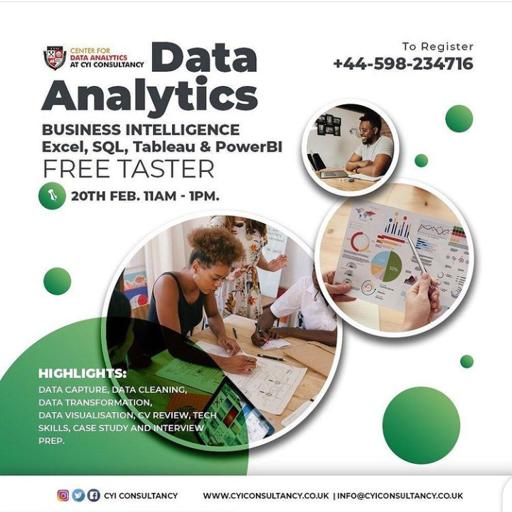 CENTER FOR
DATA ANALYTICS
AT CYI CONSULTANCY
Data
Analytics
To Register
+44-598-234716
BUSINESS INTELLIGENCE
Excel, SQL, Tableau & PowerBI
FREE TASTER
20TH FEB. 11AM - 1PM.
HIGHLIGHTS:
DATA CAPTURE, DATA CLEANING,
DATA TRANSFORMATION,
DATA VISUALISATION, CV REVIEW, TECH
SKILLS, CASE STUDY AND INTERVIEW
PREP.
CYI CONSULTANCY
WWW.CYICONSULTANCY.CO.UK | INFO@CYICONSULTANCY.CO.UK